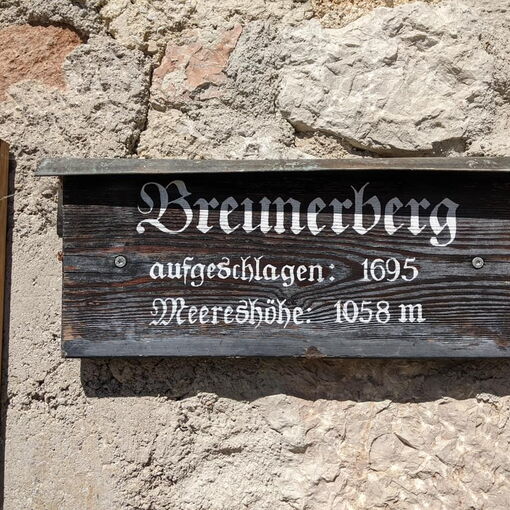 Breunerberg
aufgeschlagen: 1695
Meereshöhe: 1058 m